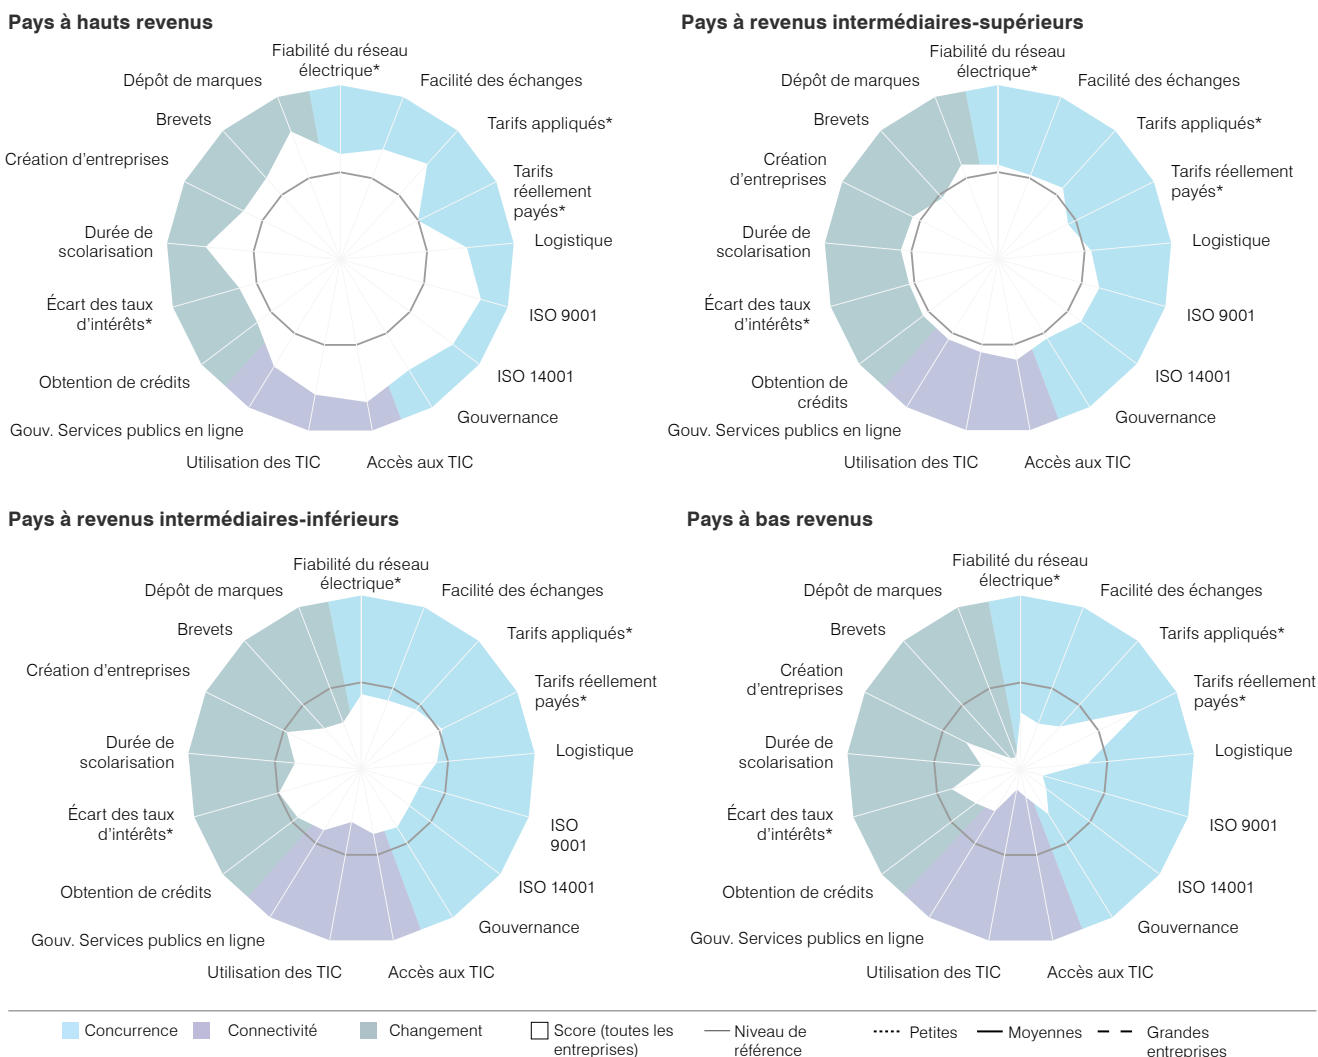 Pays à hauts revenus
Fiabilité du réseau
électrique*
Facilité des échanges
Tarifs appliqués*
Tarifs
réellement
payés*
Logistique
ISO 9001
ISO 14001
Gouvernance
Accès aux TIC
Utilisation des TIC
Gouv. Services publics en ligne
Obtention de crédits
Écart des taux
d'intérêts*
Durée de
scolarisation
Création d'entreprises
Brevets
Dépôt de marques
Pays à revenus intermédiaires-supérieurs
Fiabilité du réseau
électrique*
Facilité des échanges
Tarifs appliqués*
Tarifs réellement
payés*
Logistique
ISO 9001
ISO 14001
Gouvernance
Accès aux TIC
Utilisation des TIC
Gouv. Services publics en ligne
Obtention de
crédits
Écart des taux
d'intérêts*
Durée de
scolarisation
Création
d'entreprises
Brevets
Dépôt de marques
Pays à revenus intermédiaires-inférieurs
Fiabilité du réseau
électrique*
Facilité des échanges
Tarifs appliqués*
Tarifs réellement
payés*
Logistique
ISO
9001
ISO 14001
Gouvernance
Accès aux TIC
Utilisation des TIC
Gouv. Services publics en ligne
Obtention de crédits
Écart des taux
d'intérêts*
Durée de
scolarisation
Création d'entreprises
Brevets
Dépôt de marques
Pays à bas revenus
Fiabilité du réseau
électrique*
Facilité des échanges
Tarifs appliqués*
Tarifs réellement
payés*
Logistique
ISO 9001
ISO 14001
Gouvernance
Accès aux TIC
Utilisation des TIC
Gouv. Services publics en ligne
Obtention de crédits
Écart des taux
d'intérêts*
Durée de
scolarisation
Création
d'entreprises
Brevets
Dépôt de marques
Concurrence
Connectivité
Changement
Score (toutes les
entreprises)
Niveau de
référence
Petites
Moyennes
Grandes
entreprises